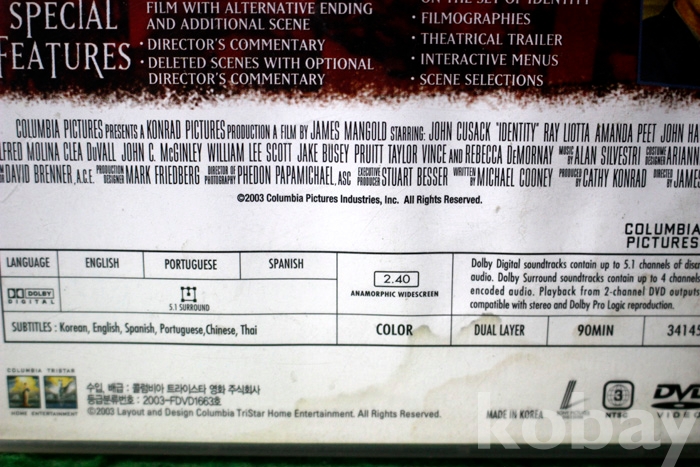 SPECIAL
FEATURES
FILM WITH ALTERNATIVE ENDING
AND ADDITIONAL SCENE
• DIRECTOR'S COMMENTARY
• DELETED SCENES WITH OPTIONAL
DIRECTOR'S COMMENTARY
• FILMOGRAPHIES
• THEATRICAL TRAILER
• INTERACTIVE MENUS
• SCENE SELECTIONS
COLUMBIA PICTURES PRESENTS A KONRAD PICTURES PRODUCTION A FILM BY JAMES MANGOLD STARRING: JOHN CUSACK "IDENTITY" RAY LIOTTA AMANDA PEET JOHN HA
LFRED MOLINA CLEA DUVALL JOHN C. McGINLEY WILLIAM LEE SCOTT JAKE BUSEY PRUITT TAYLOR VINCE AND REBECCA DEMORNAY MUSIC BY ALAN SILVESTRI COSTUME DESIGNER ARIANN
DAVID BRENNER, A.C.E. PRODUCTION DESIGNER MARK FRIEDBERG DIRECTOR OF PHOTOGRAPHY PHEDON PAPAMICHAEL, ASC EXECUTIVE PRODUCER STUART BESSER WRITTEN BY MICHAEL COONEY PRODUCED BY CATHY KONRAD DIRECTED BY JAMES
©2003 Columbia Pictures Industries, Inc. All Rights Reserved.
COLUMBIA
PICTURES
LANGUAGE ENGLISH PORTUGUESE SPANISH
DOLBY
DIGITAL
5.1 SURROUND
2.40
ANAMORPHIC WIDESCREEN
Dolby Digital soundtracks contain up to 5.1 channels of disc
audio. Dolby Surround soundtracks contain up to 4 channels
encoded audio. Playback from 2-channel DVD outputs
compatible with stereo and Dolby Pro Logic reproduction.
SUBTITLES : Korean, English, Spanish, Portuguese,Chinese, Thai
COLOR DUAL LAYER 90MIN 34145
COLUMBIA TRISTAR
HOME ENTERTAINMENT
수입, 배급 : 콜럼비아 트라이스타 영화 주식회사
등급분류번호 : 2003-FDVD1663호
©2003 Layout and Design Columbia TriStar Home Entertainment. All Rights Reserved.
MADE IN KOREA
3
NTSC
DVD
VIDEO
kobay